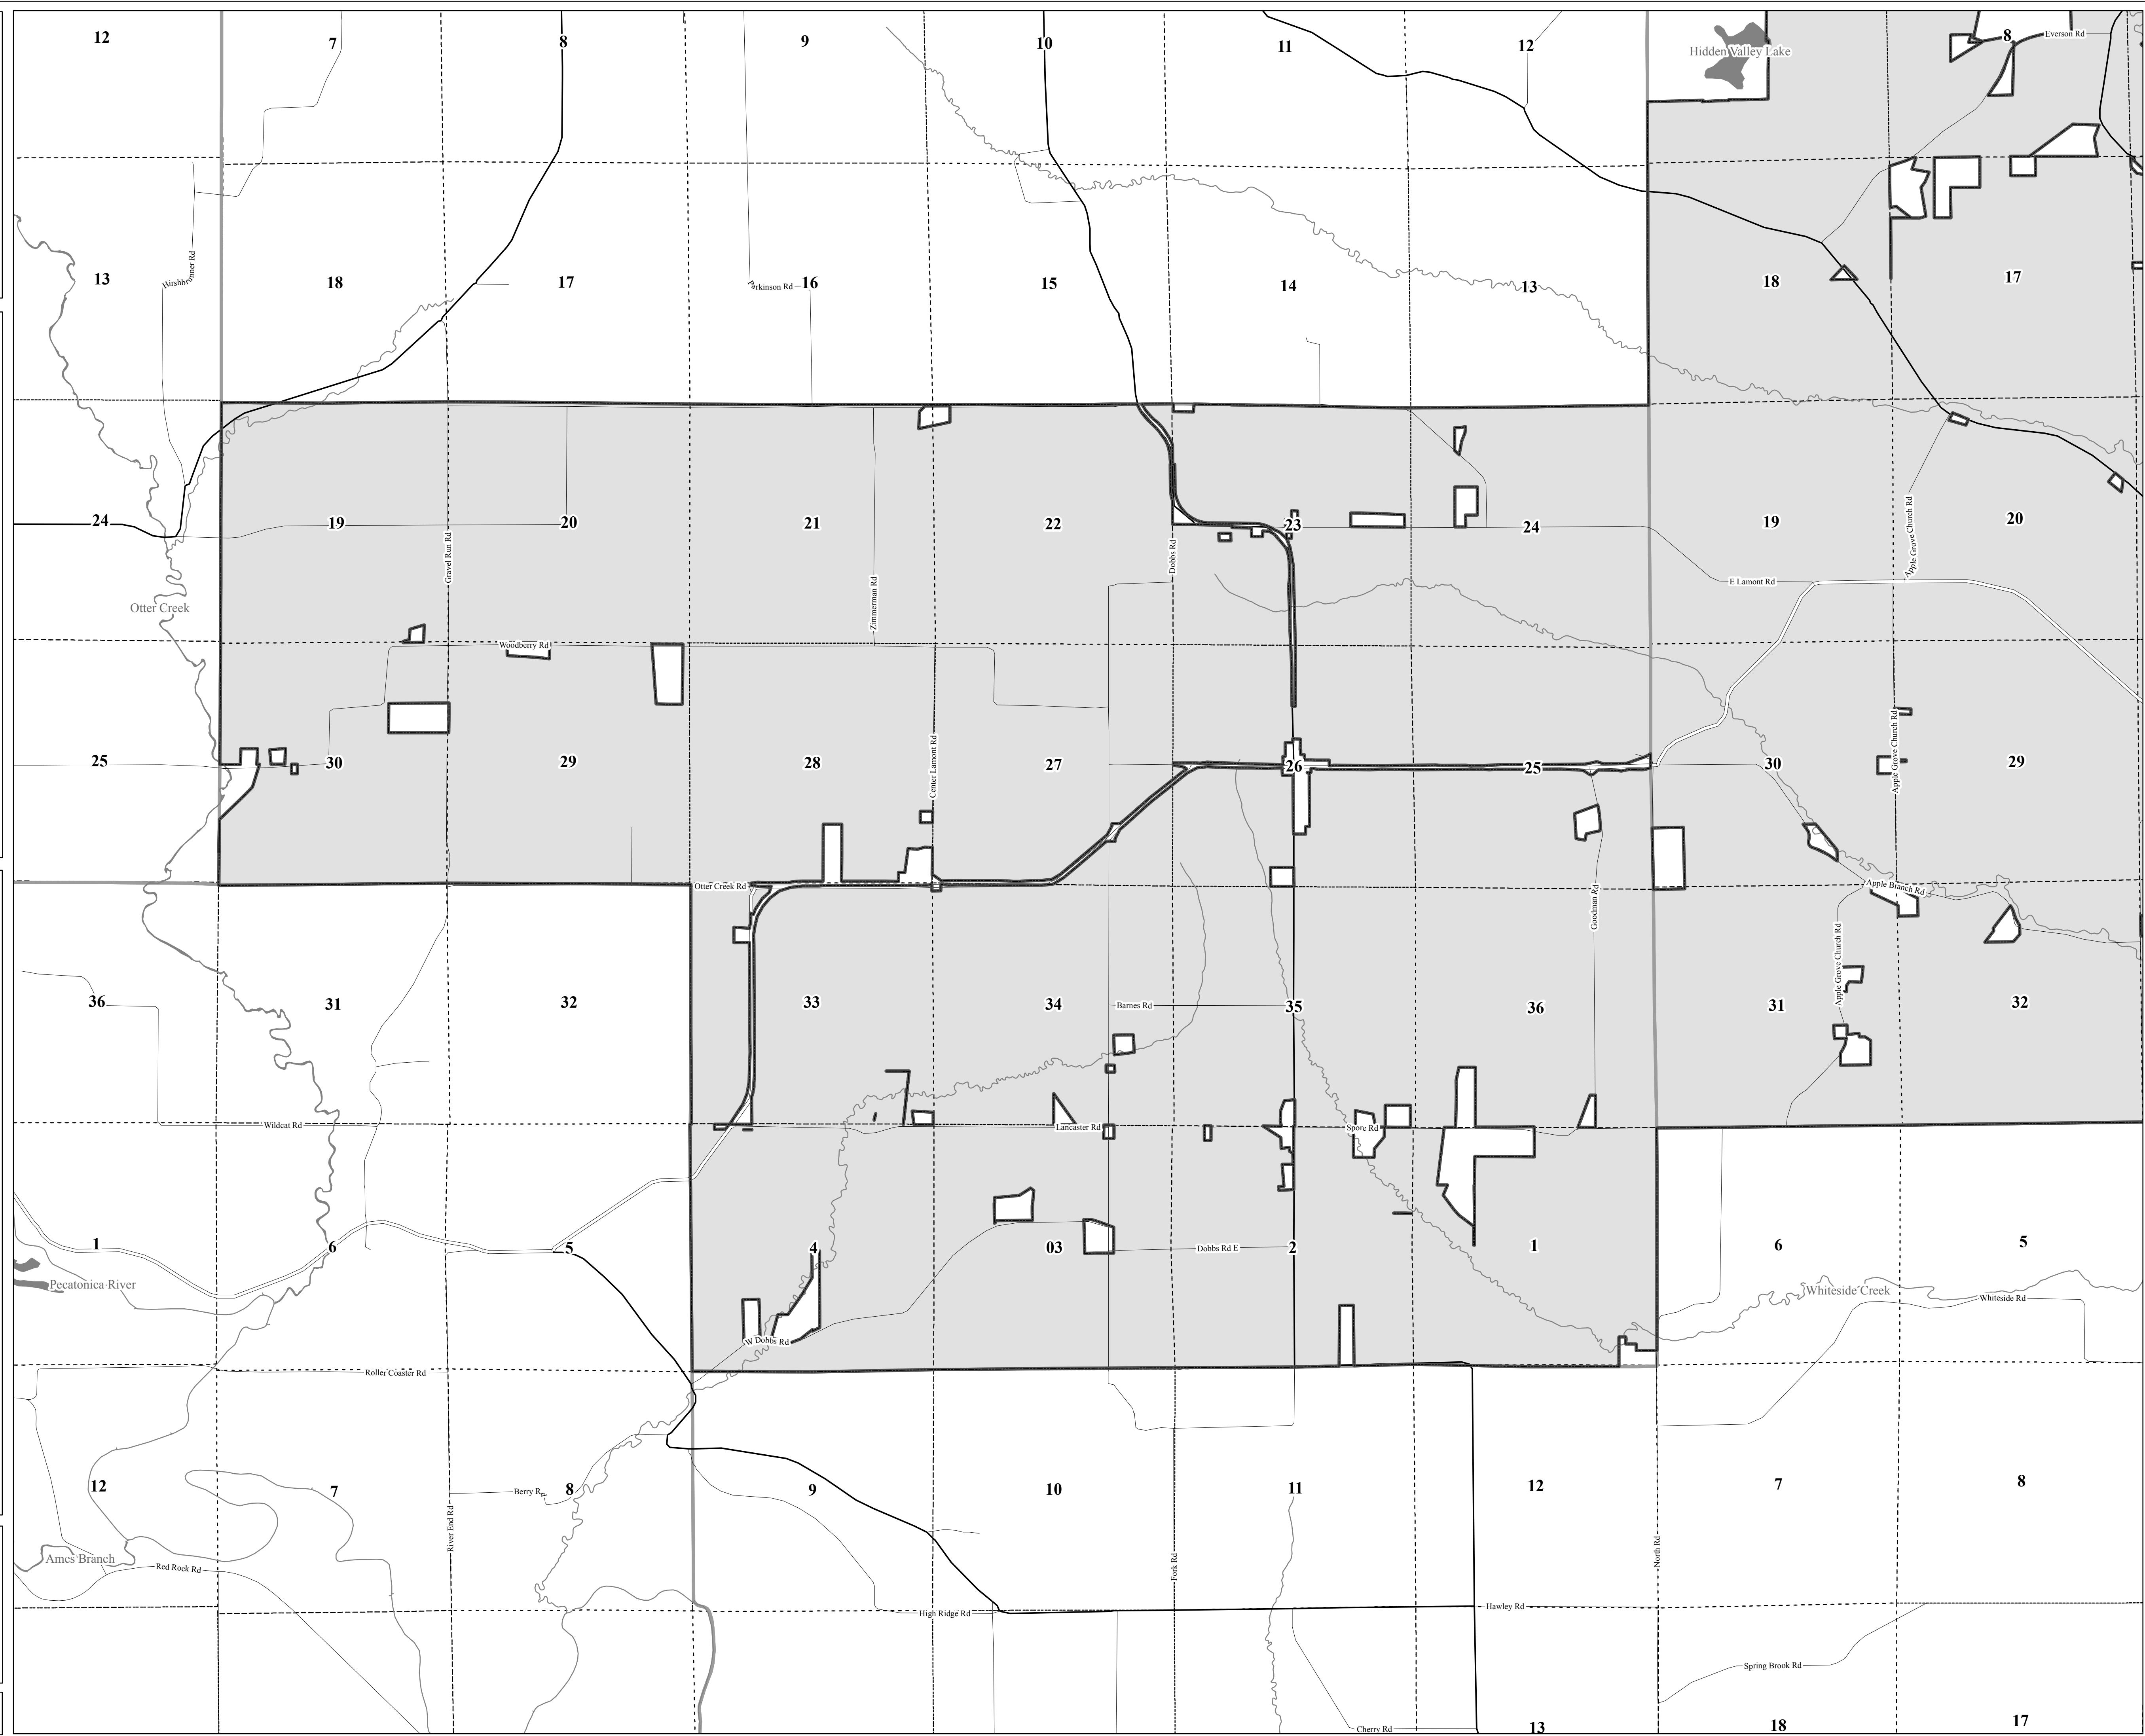 12
7
8
9
10
11
12
Hidden Valley Lake
8
Everson Rd
13
Hirshbrunner Rd
18
17
Parkinson Rd
16
15
14
13
18
17
24
19
20
21
22
23
24
19
20
Gravel Run Rd
Zimmerman Rd
Dobbs Rd
Apple Grove Church Rd
E Lamont Rd
Otter Creek
Woodberry Rd
25
30
29
28
Center Lamont Rd
27
26
25
30
Apple Grove Church Rd
29
Otter Creek Rd
Goodman Rd
Apple Branch Rd
36
31
32
33
34
Barnes Rd
35
36
31
Apple Grove Church Rd
32
Wildcat Rd
Lancaster Rd
Spore Rd
1
6
5
4
03
Dobbs Rd E
2
1
6
5
Pecatonica River
Whiteside Creek
Whiteside Rd
W Dobbs Rd
Roller Coaster Rd
12
7
Berry Rd
8
9
10
11
12
7
8
River End Rd
Fork Rd
North Rd
Ames Branch
Red Rock Rd
High Ridge Rd
Hawley Rd
Spring Brook Rd
Cherry Rd
13
18
17